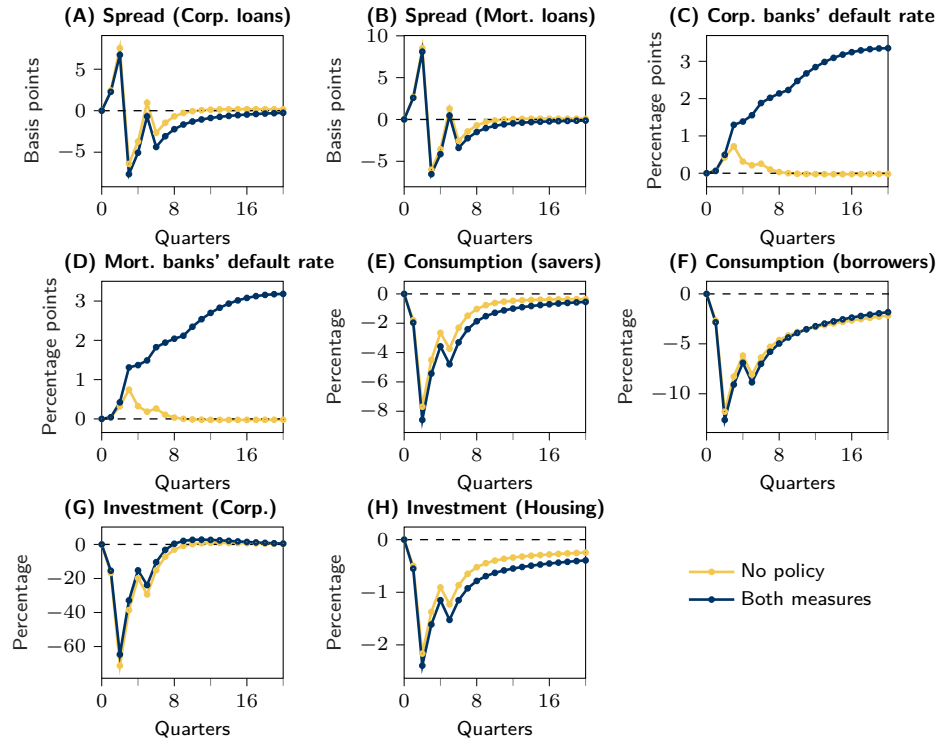 (A) Spread (Corp. loans)
Basis points
5
0
−5
0
8
16
Quarters
(B) Spread (Mort. loans)
Basis points
10
5
0
−5
0
8
16
Quarters
(C) Corp. banks' default rate
Percentage points
3
2
1
0
0
8
16
Quarters
(D) Mort. banks' default rate
Percentage points
3
2
1
0
0
8
16
Quarters
(E) Consumption (savers)
Percentage
0
−2
−4
−6
−8
0
8
16
Quarters
(F) Consumption (borrowers)
Percentage
0
−5
−10
0
8
16
Quarters
(G) Investment (Corp.)
Percentage
0
−20
−40
−60
0
8
16
Quarters
(H) Investment (Housing)
Percentage
0
−1
−2
0
8
16
Quarters
No policy
Both measures